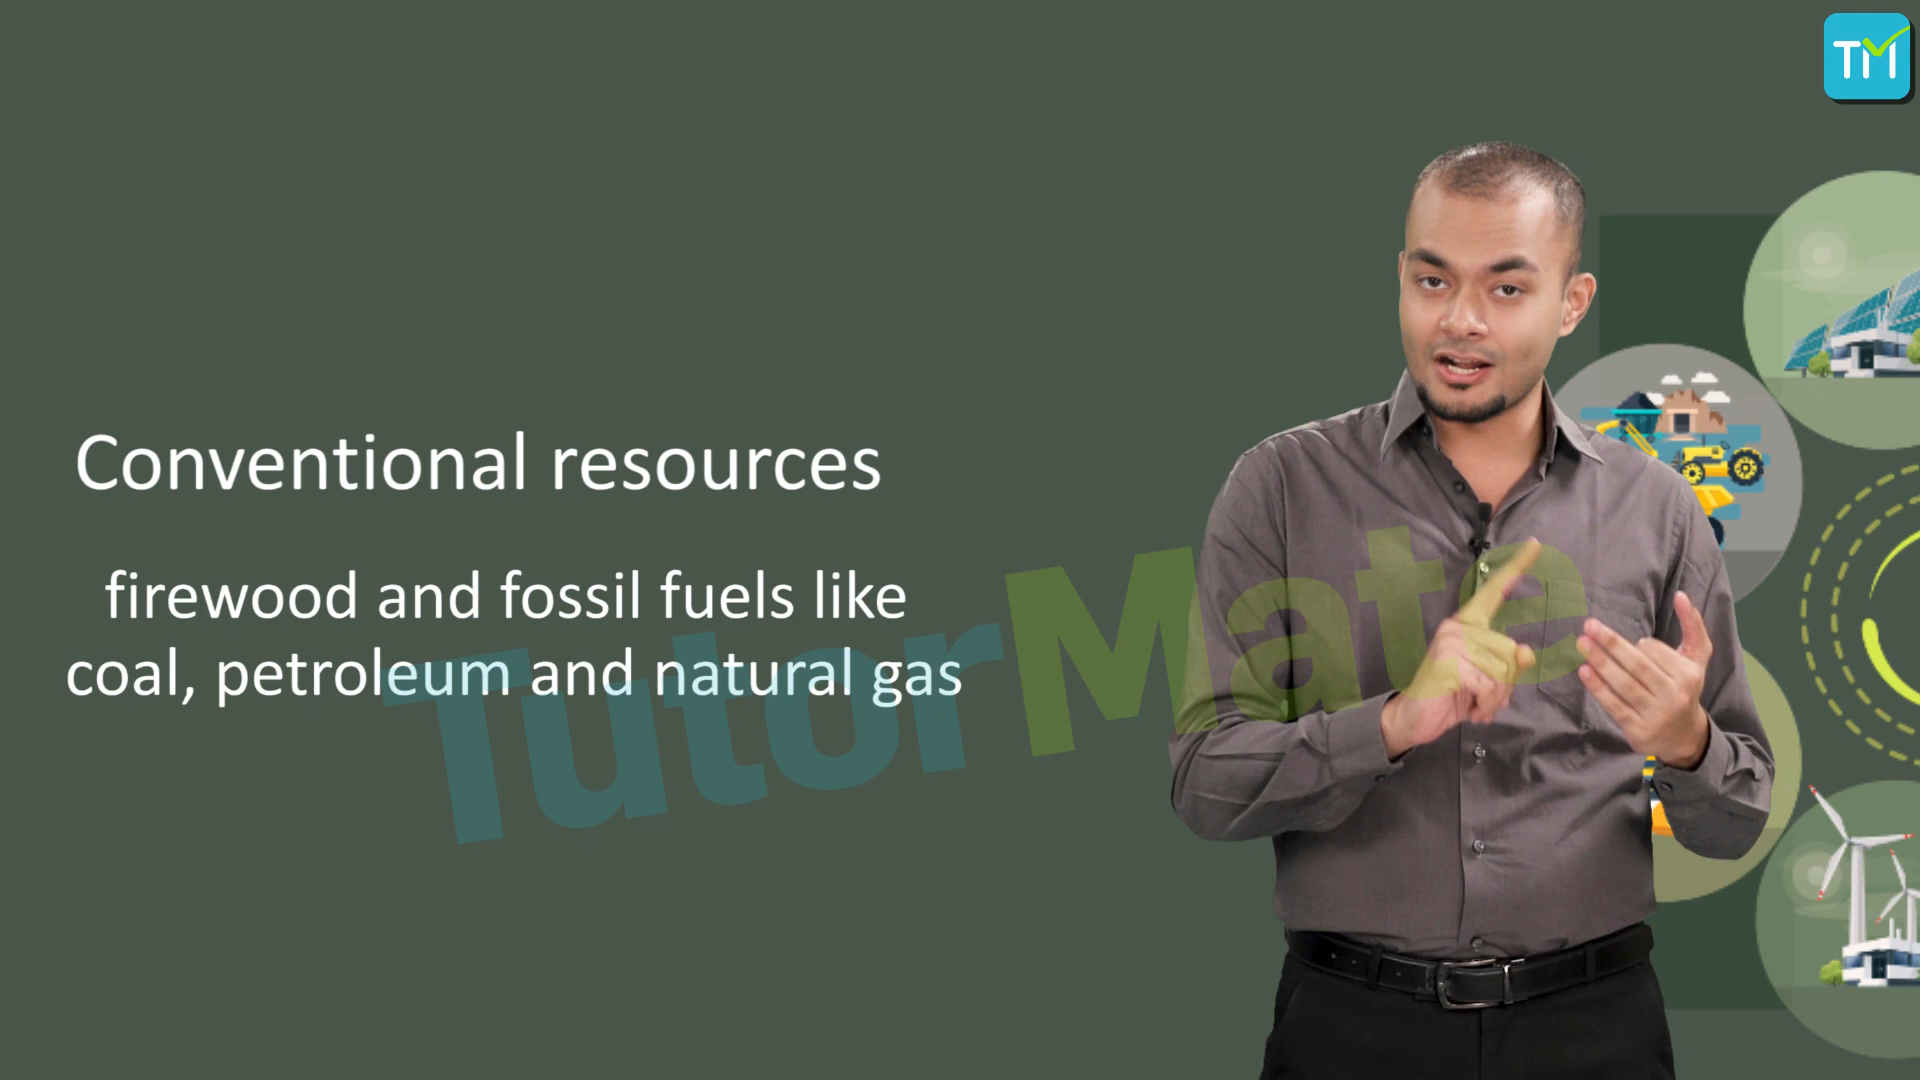 TM
Conventional resources
firewood and fossil fuels like
coal, petroleum and natural gas
TutorMate